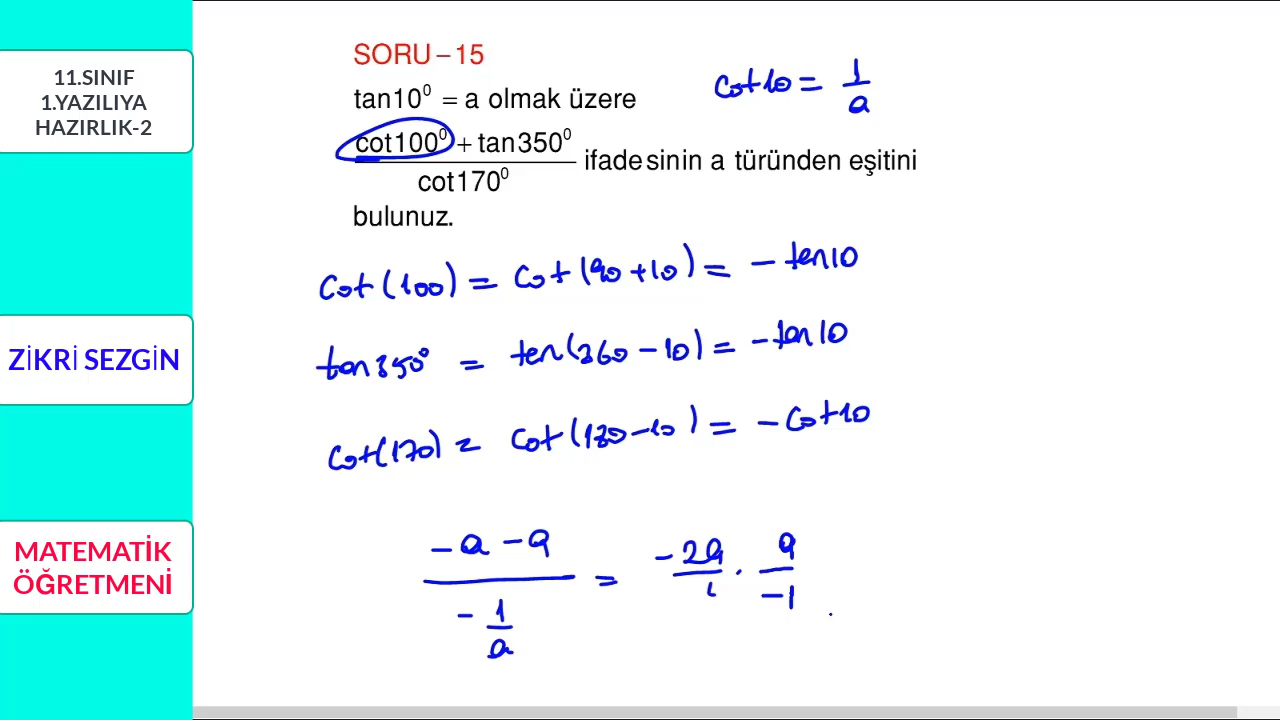 11.SINIF
1.YAZILIYA
HAZIRLIK-2
ZİKRİ SEZGİN
MATEMATİK
ÖĞRETMENİ
SORU–15
tan10⁰ = a olmak üzere
cot100⁰ + tan350⁰
cot170⁰
ifadesinin a türünden eşitini
bulunuz.
cot10 = 1/a
cot(100) = cot(90+10) = -tan10
tan350° = tan(360-10) = -tan10
cot(170) = cot(180-10) = -cot10
-a -a / -1/a = -2a/1 · a/-1